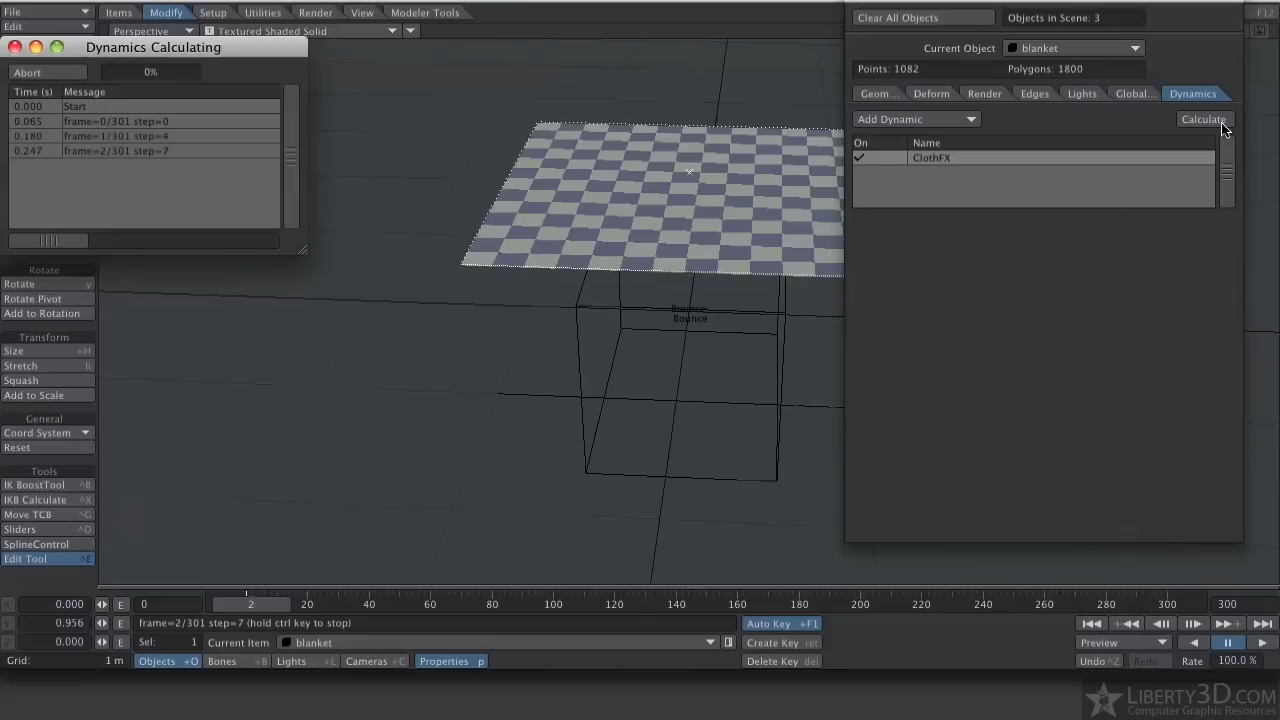 File Items Modify Setup Utilities Render View Modeler Tools F12
Edit Perspective Textured Shaded Solid
Dynamics Calculating
Abort 0%
Time (s) Message
0.000 Start
0.065 frame=0/301 step=0
0.180 frame=1/301 step=4
0.247 frame=2/301 step=7
Clear All Objects Objects in Scene: 3
Current Object blanket
Points: 1082 Polygons: 1800
Geom... Deform Render Edges Lights Global... Dynamics
Add Dynamic Calculate
On Name
ClothFX
Bounce
Bounce
Rotate
Rotate y
Rotate Pivot
Add to Rotation
Transform
Size +H
Stretch h
Squash
Add to Scale
General
Coord System
Reset
Tools
IK BoostTool ^B
IKB Calculate ^X
Move TCB ^G
Sliders ^D
SplineControl
Edit Tool ^E
X 0.000 E 0 2 20 40 60 80 100 120 140 160 180 200 220 240 260 280 300 300
Y 0.956 E frame=2/301 step=7 (hold ctrl key to stop) Auto Key +F1
Z 0.000 E Sel: 1 Current Item blanket Create Key ret Preview
Grid: 1 m Objects +O Bones +B Lights +L Cameras +C Properties p Delete Key del Undo ^Z Redo Rate 100.0 %
LIBERTY3D.COM
Computer Graphic Resources